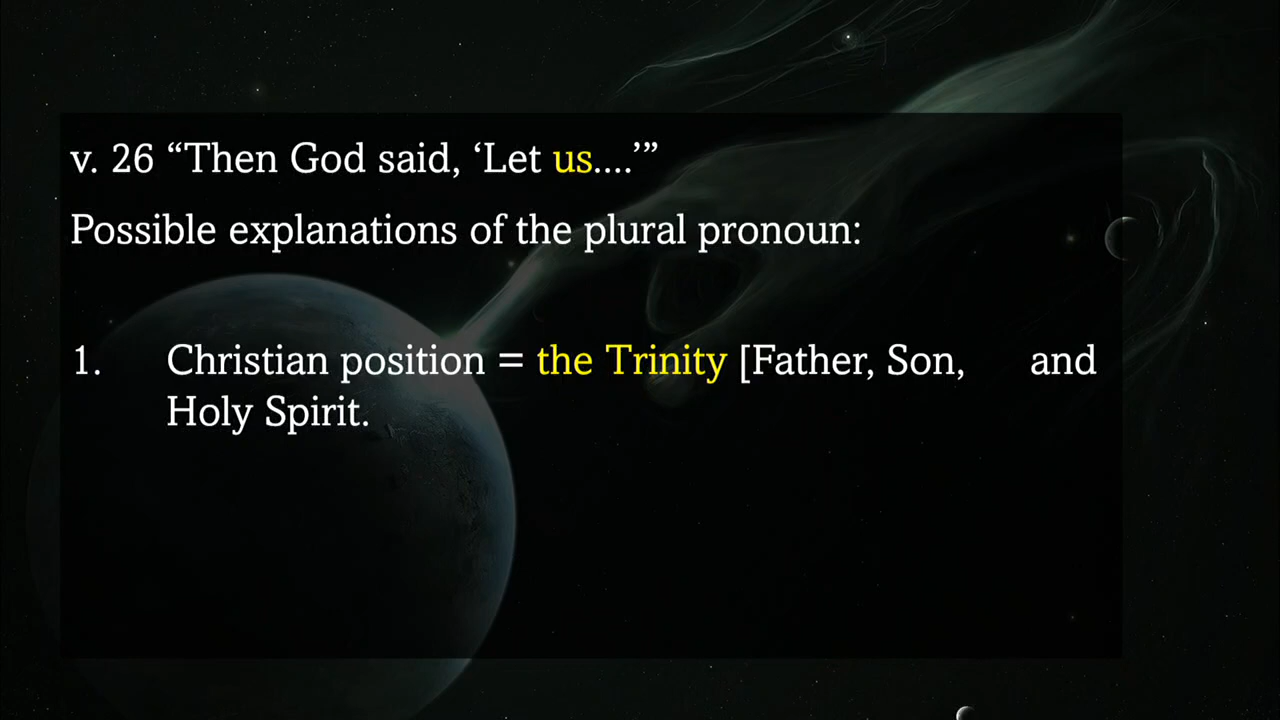 v. 26 “Then God said, ‘Let us....’”
Possible explanations of the plural pronoun:
1. Christian position = the Trinity [Father, Son, and
Holy Spirit.